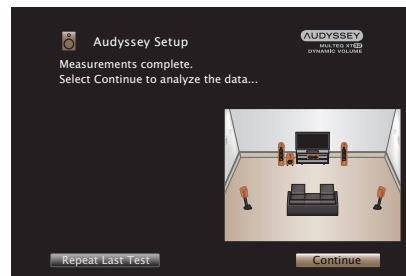 Audyssey Setup
AUDYSSEY
MULTEQ XT32
DYNAMIC VOLUME
Measurements complete.
Select Continue to analyze the data...
Repeat Last Test
Continue